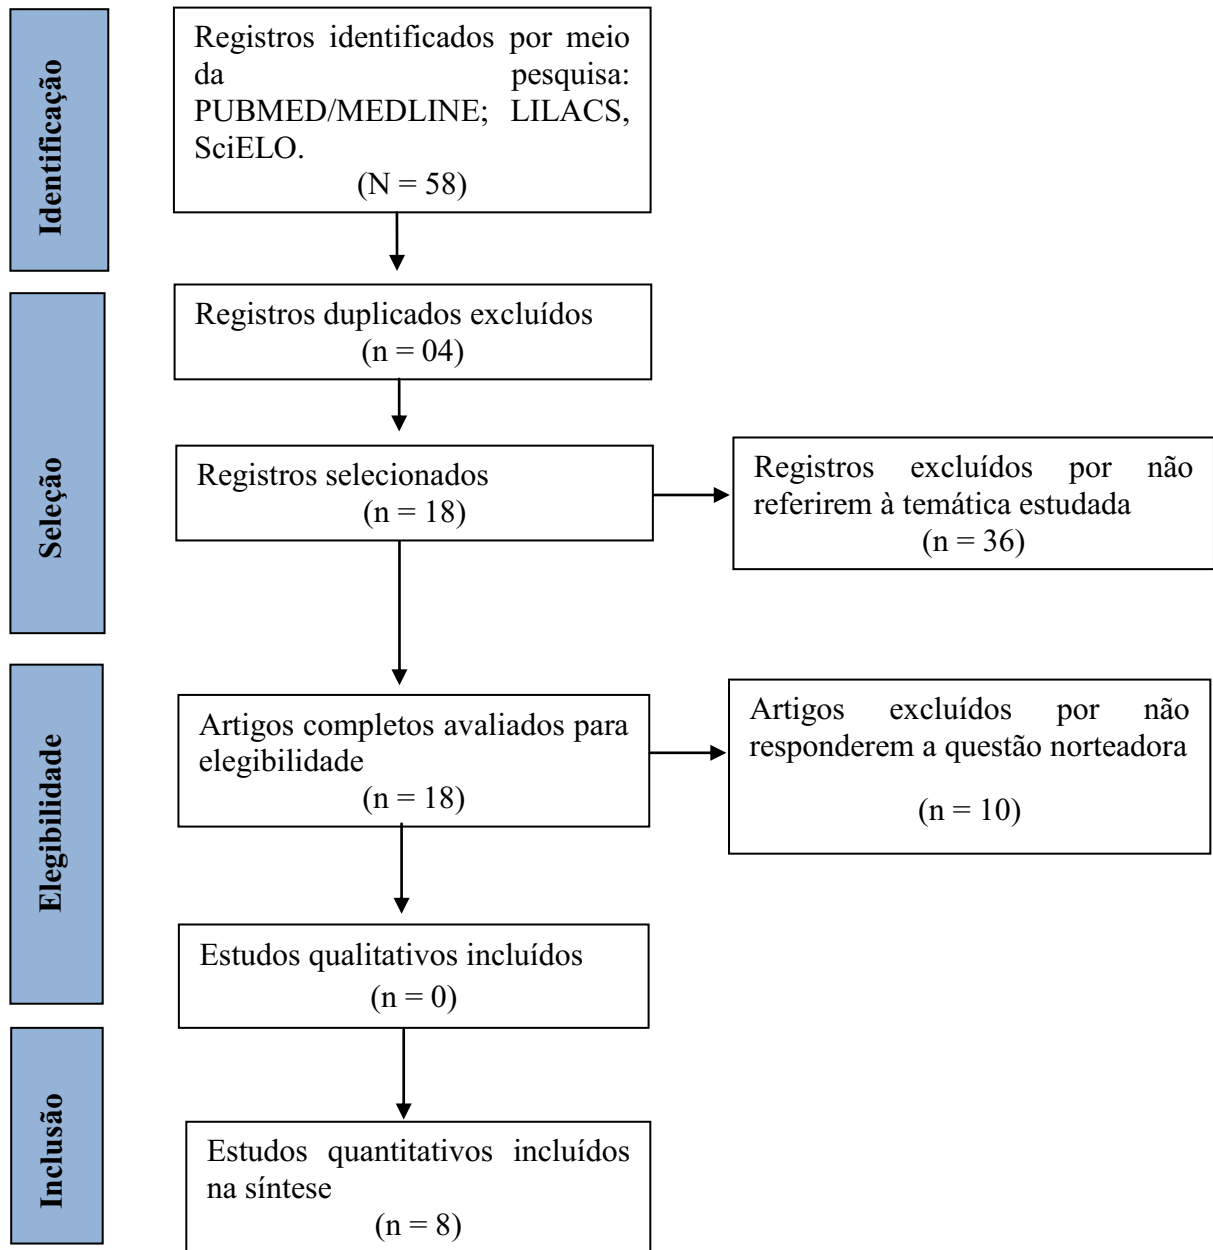 Identificação
Registros identificados por meio
da pesquisa:
PUBMED/MEDLINE; LILACS,
SciELO.
(N = 58)
Seleção
Registros duplicados excluídos
(n = 04)
Registros selecionados
(n = 18)
Registros excluídos por não
referirem à temática estudada
(n = 36)
Elegibilidade
Artigos completos avaliados para
elegibilidade
(n = 18)
Artigos excluídos por não
responderem a questão norteadora
(n = 10)
Estudos qualitativos incluídos
(n = 0)
Inclusão
Estudos quantitativos incluídos
na síntese
(n = 8)